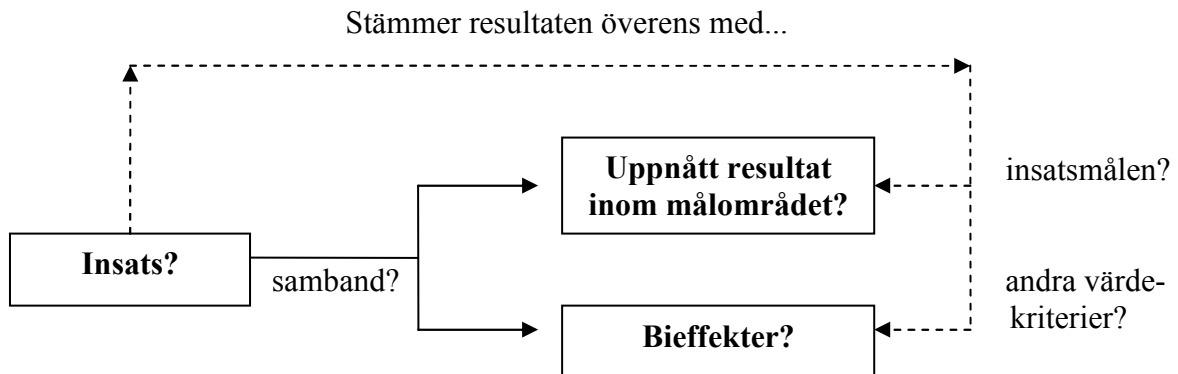 Stämmer resultaten överens med...
Uppnått resultat
inom målområdet?
insatsmålen?
Insats?
samband?
andra värde-
kriterier?
Bieffekter?